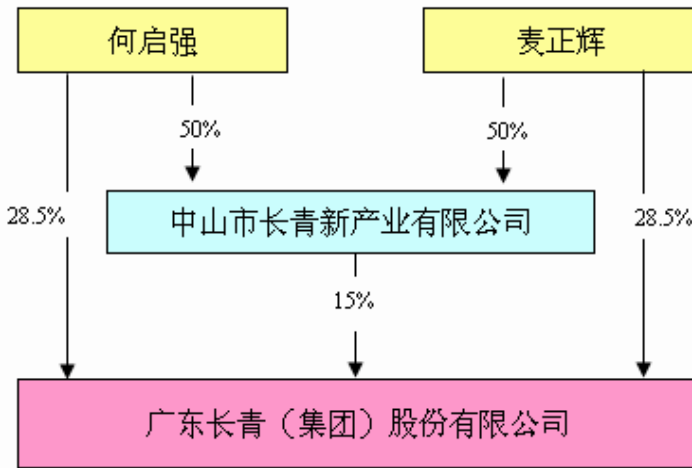 何启强
麦正辉
50%
50%
28.5%
中山市长青新产业有限公司
28.5%
15%
广东长青（集团）股份有限公司